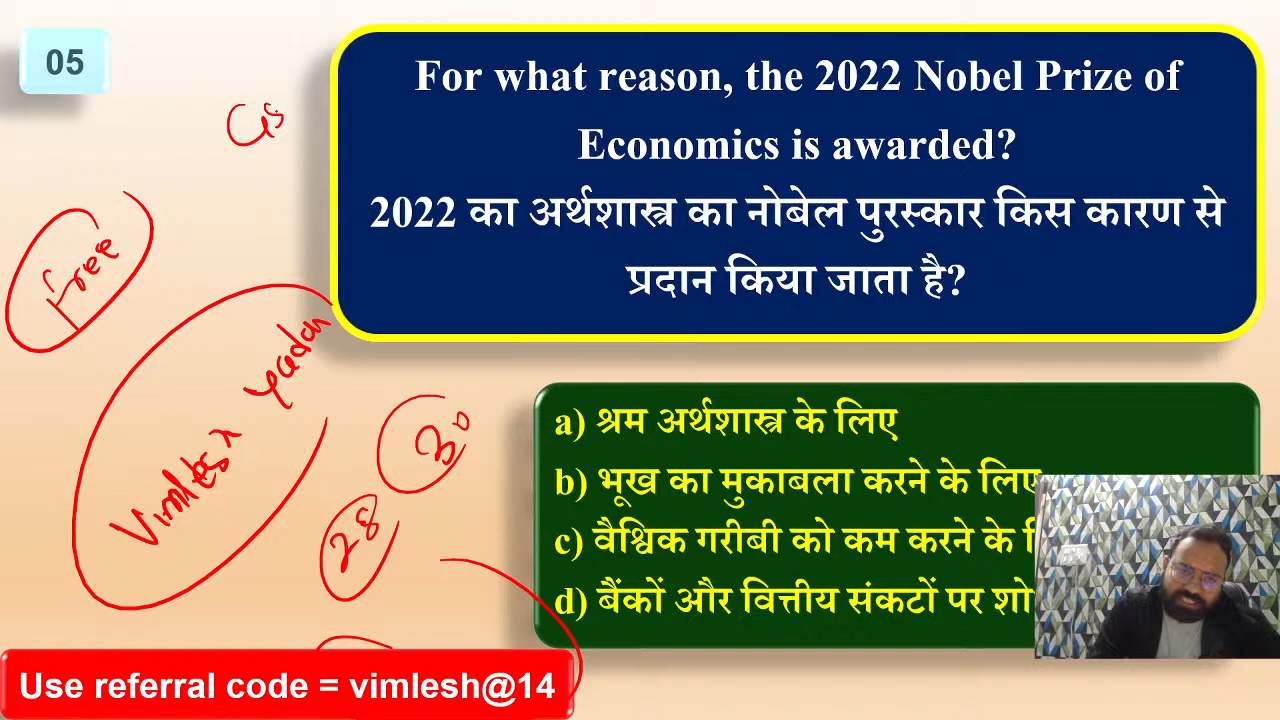 05
For what reason, the 2022 Nobel Prize of
Economics is awarded?
2022 का अर्थशास्त्र का नोबेल पुरस्कार किस कारण से
प्रदान किया जाता है?
Gs
Free
Vimlesh yadav
30
28
a) श्रम अर्थशास्त्र के लिए
b) भूख का मुकाबला करने के लिए
c) वैश्विक गरीबी को कम करने के
d) बैंकों और वित्तीय संकटों पर शो
Use referral code = vimlesh@14